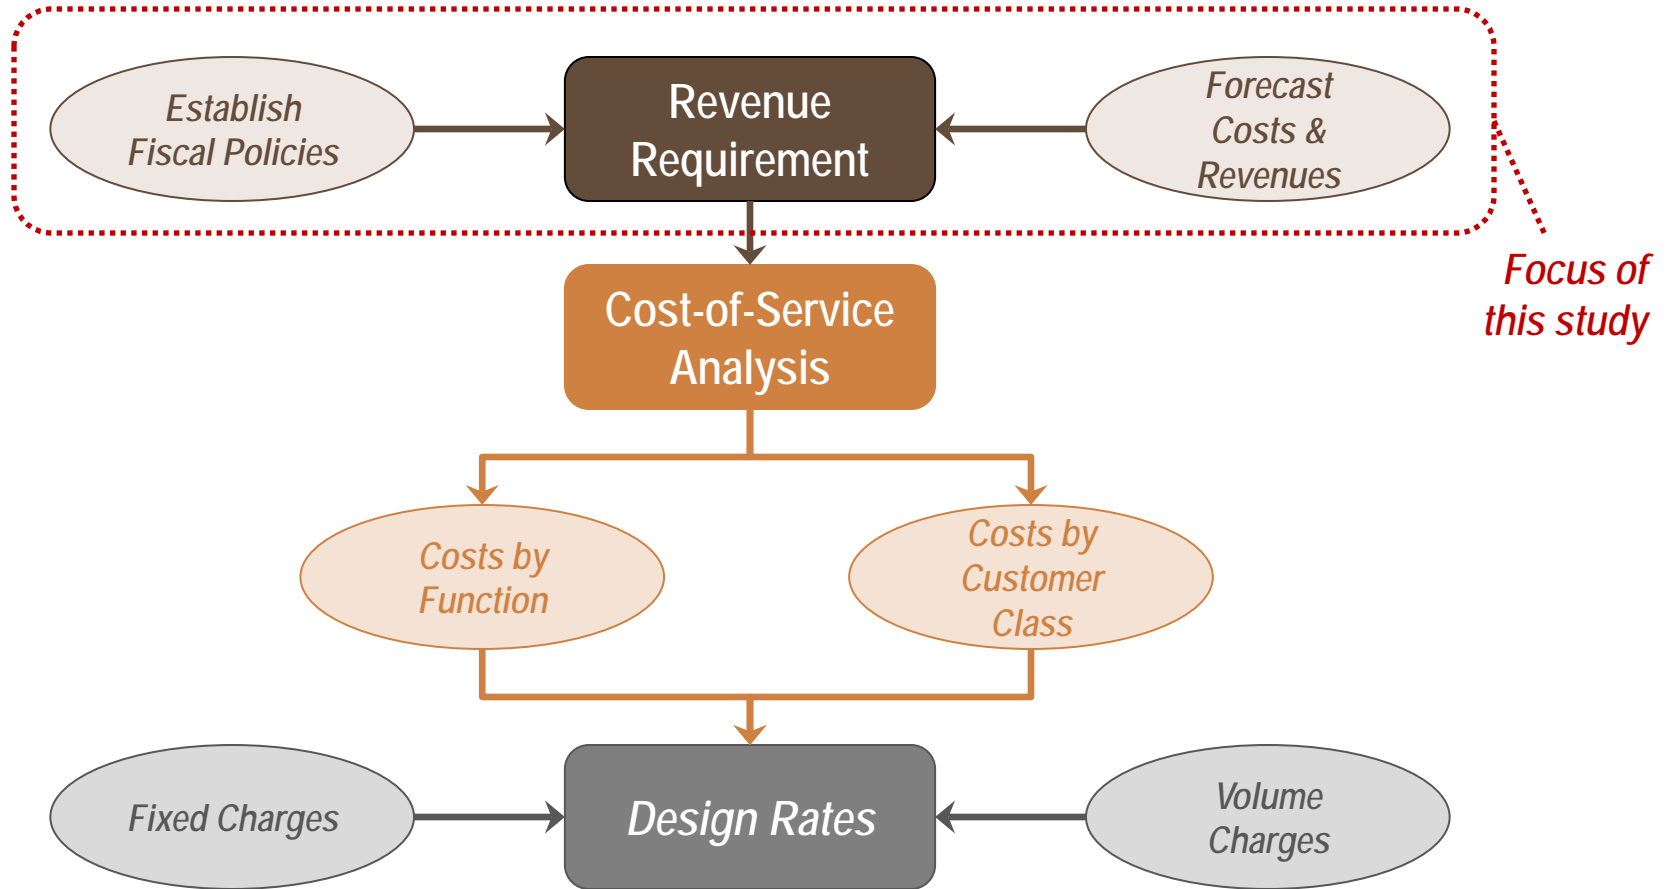 Establish
Fiscal Policies
Revenue
Requirement
Forecast
Costs &
Revenues
Focus of
this study
Cost-of-Service
Analysis
Costs by
Function
Costs by
Customer
Class
Fixed Charges
Design Rates
Volume
Charges